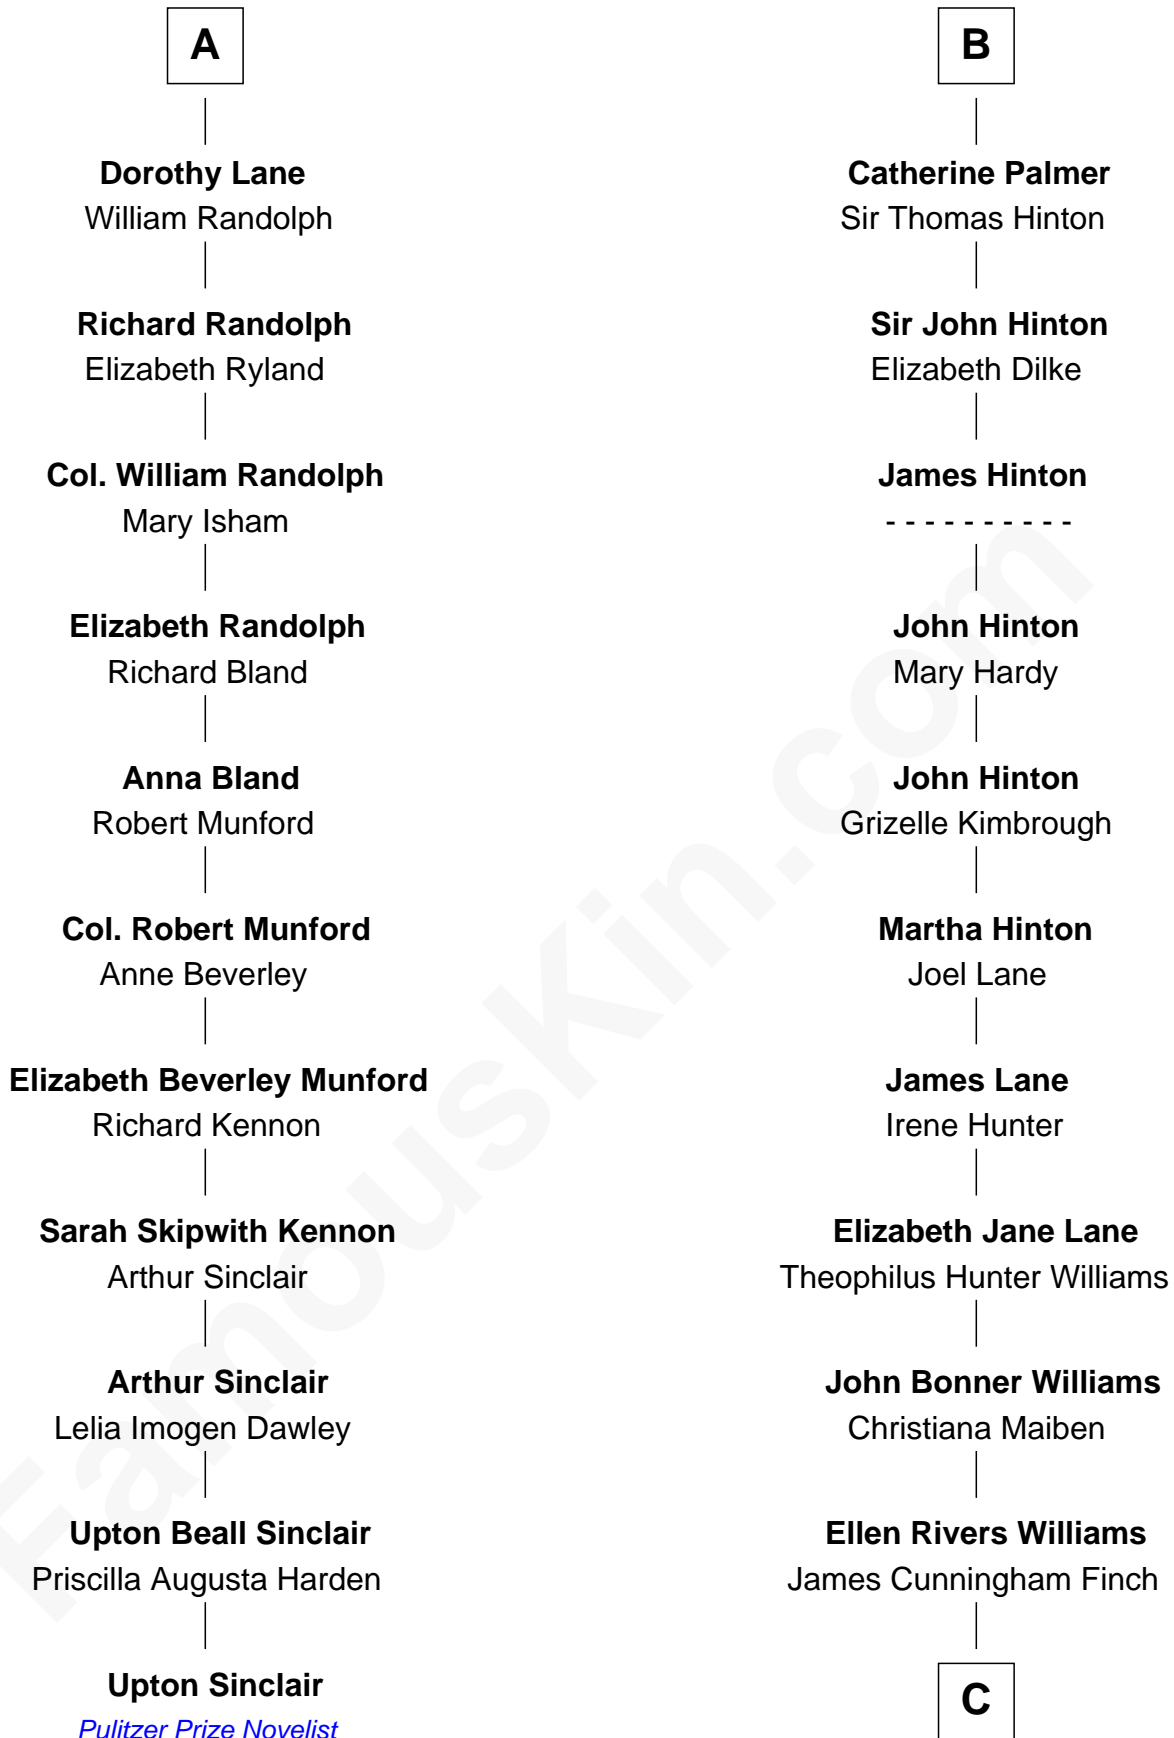 A
Dorothy Lane
William Randolph
Richard Randolph
Elizabeth Ryland
Col. William Randolph
Mary Isham
Elizabeth Randolph
Richard Bland
Anna Bland
Robert Munford
Col. Robert Munford
Anne Beverley
Elizabeth Beverley Munford
Richard Kennon
Sarah Skipwith Kennon
Arthur Sinclair
Arthur Sinclair
Lelia Imogen Dawley
Upton Beall Sinclair
Priscilla Augusta Harden
Upton Sinclair
Pulitzer Prize Novelist
B
Catherine Palmer
Sir Thomas Hinton
Sir John Hinton
Elizabeth Dilke
James Hinton
- - - - - - - - - -
John Hinton
Mary Hardy
John Hinton
Grizelle Kimbrough
Martha Hinton
Joel Lane
James Lane
Irene Hunter
Elizabeth Jane Lane
Theophilus Hunter Williams
John Bonner Williams
Christiana Maiben
Ellen Rivers Williams
James Cunningham Finch
C
FamousKin.com